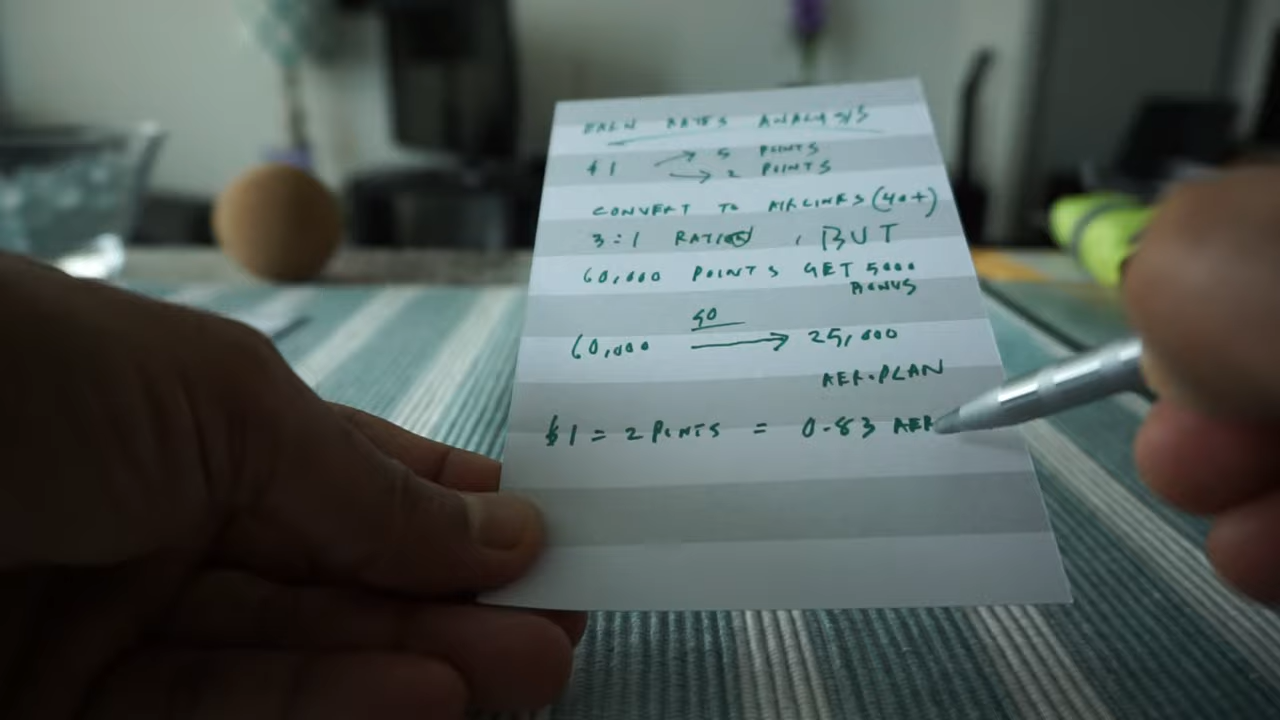 EARN RATES ANALYSIS
$1 → 5 POINTS
→ 2 POINTS
CONVERT TO AIRLINES (40+)
3:1 RATIO, BUT
60,000 POINTS GET 5000
BONUS
60,000 → 25,000
AEROPLAN
$1 = 2 POINTS = 0.83 AER